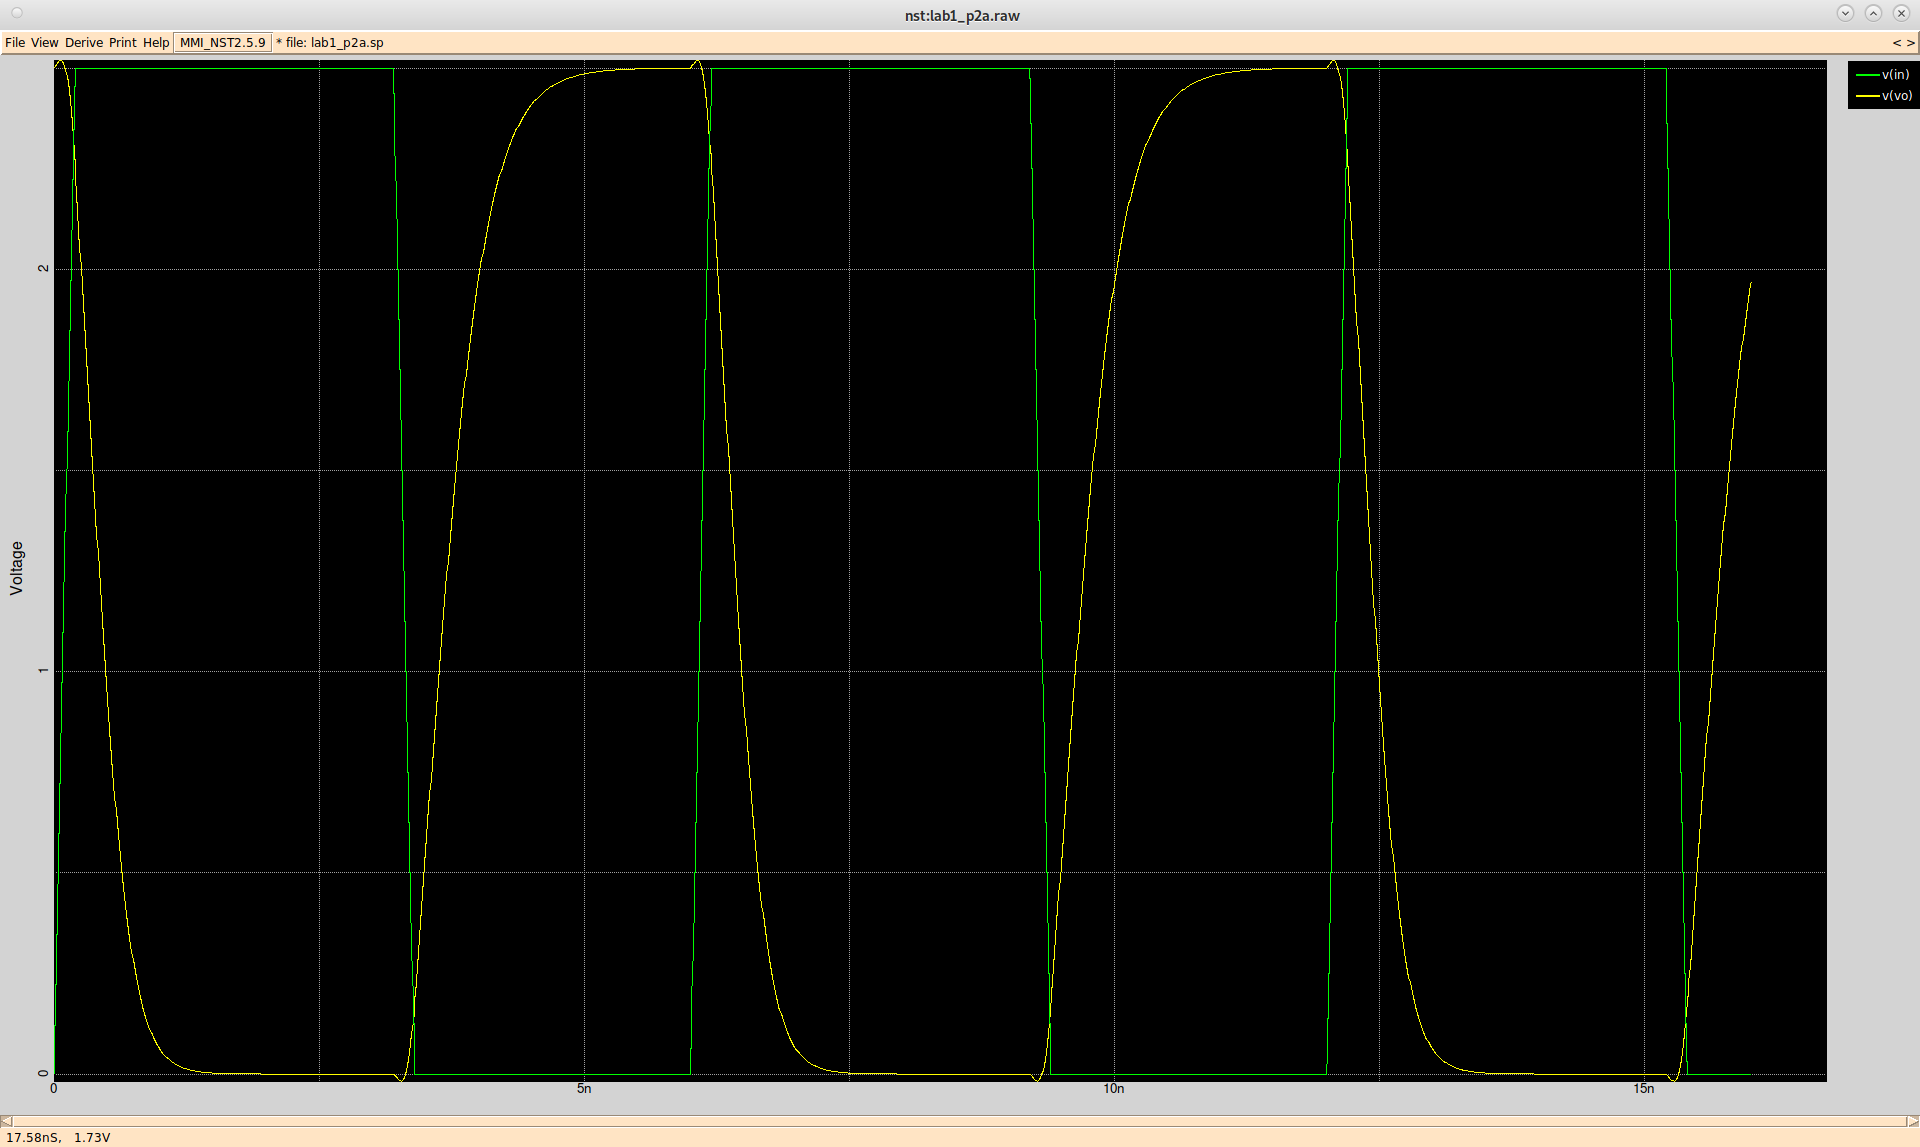 nst:lab1_p2a.raw
File View Derive Print Help MMI_NST2.5.9 * file: lab1_p2a.sp < >
v(in)
v(vo)
2
1
0
Voltage
0 5n 10n 15n
17.58nS, 1.73V